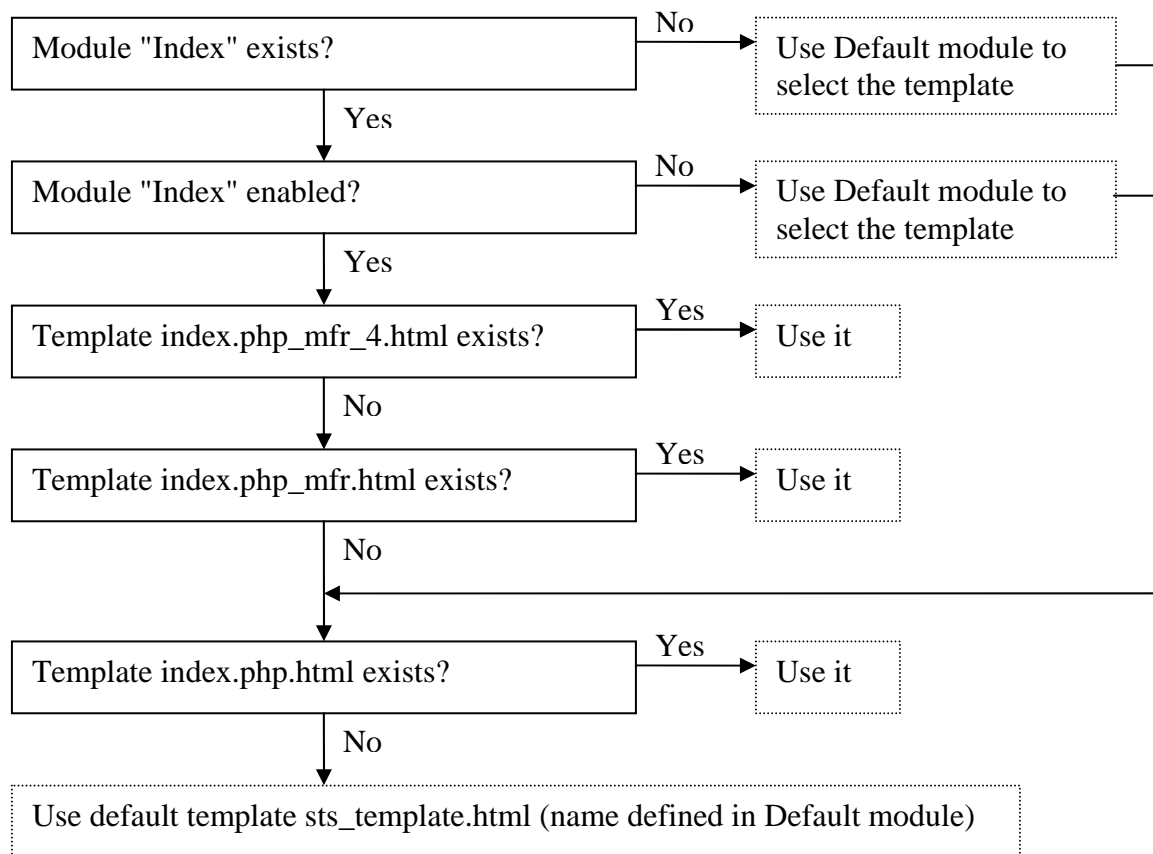 No
Module "Index" exists?
Use Default module to
select the template
Yes
No
Module "Index" enabled?
Use Default module to
select the template
Yes
Yes
Template index.php_mfr_4.html exists?
Use it
No
Yes
Template index.php_mfr.html exists?
Use it
No
Yes
Template index.php.html exists?
Use it
No
Use default template sts_template.html (name defined in Default module)